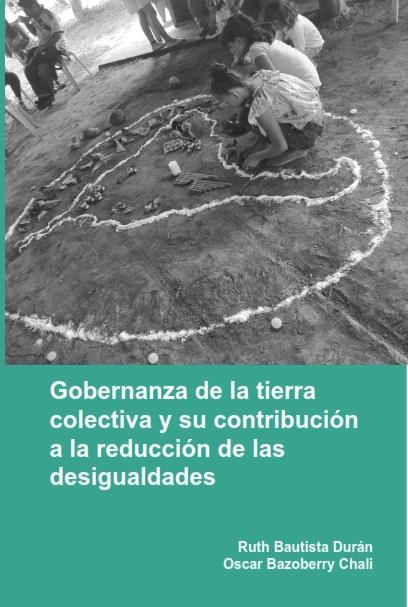 Gobernanza de la tierra
colectiva y su contribución
a la reducción de las
desigualdades
Ruth Bautista Durán
Oscar Bazoberry Chali